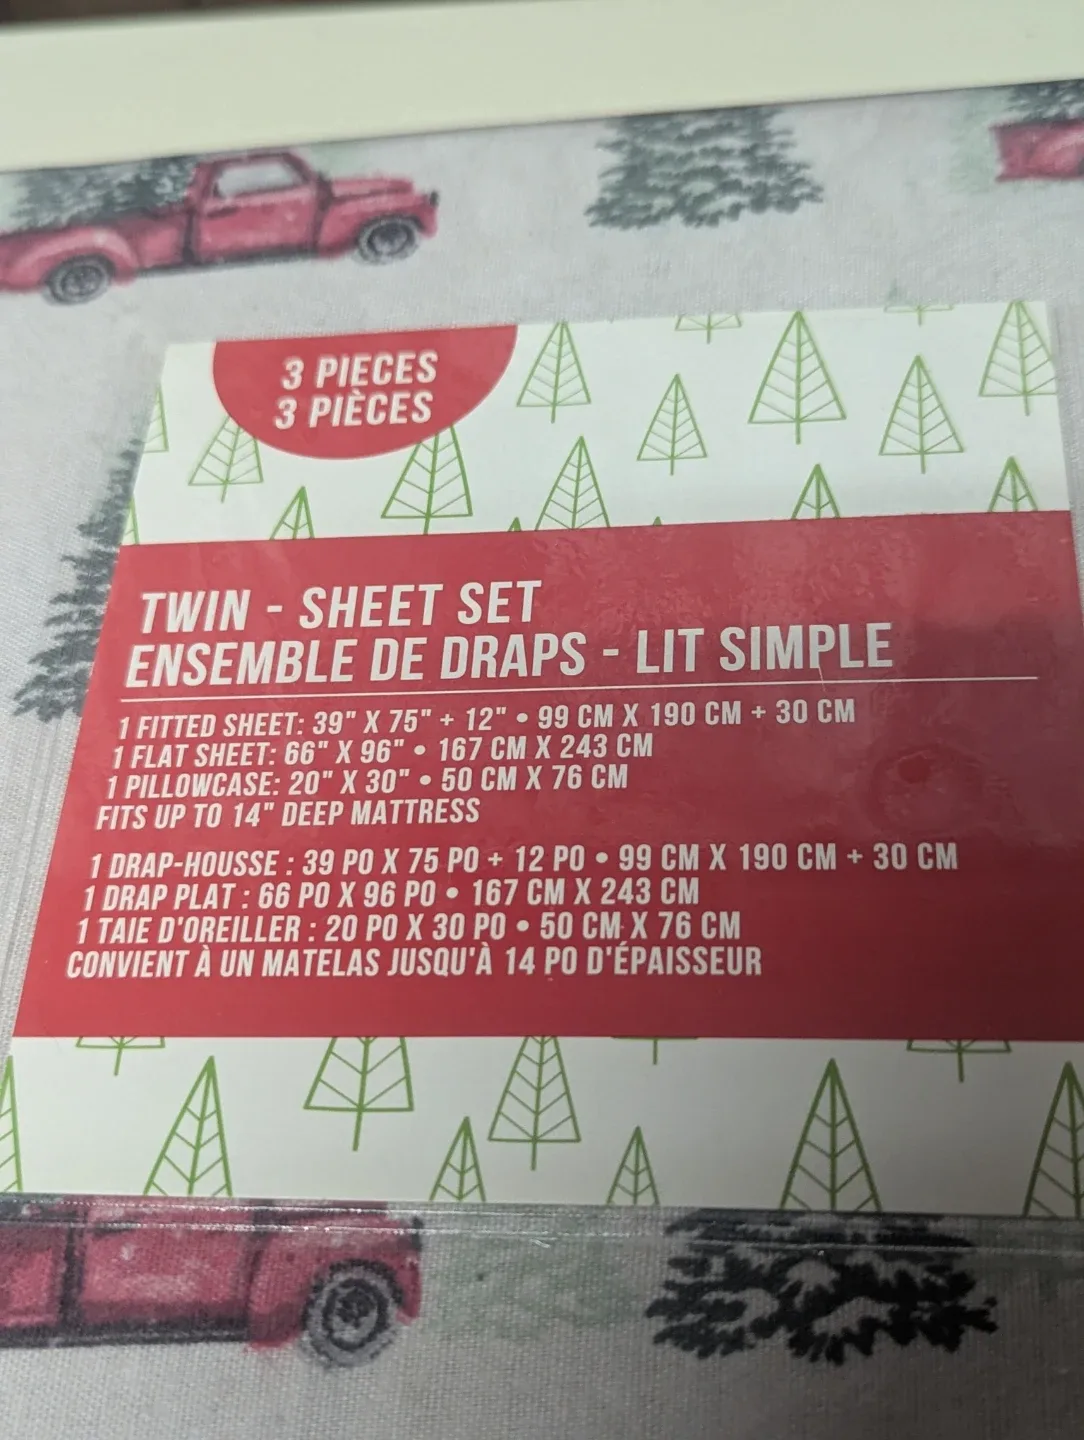 3 PIECES
3 PIÈCES
TWIN - SHEET SET
ENSEMBLE DE DRAPS - LIT SIMPLE
1 FITTED SHEET: 39" X 75" + 12" • 99 CM X 190 CM + 30 CM
1 FLAT SHEET: 66" X 96" • 167 CM X 243 CM
1 PILLOWCASE: 20" X 30" • 50 CM X 76 CM
FITS UP TO 14" DEEP MATTRESS
1 DRAP-HOUSSE : 39 PO X 75 PO + 12 PO • 99 CM X 190 CM + 30 CM
1 DRAP PLAT : 66 PO X 96 PO • 167 CM X 243 CM
1 TAIE D'OREILLER : 20 PO X 30 PO • 50 CM X 76 CM
CONVIENT À UN MATELAS JUSQU'À 14 PO D'ÉPAISSEUR